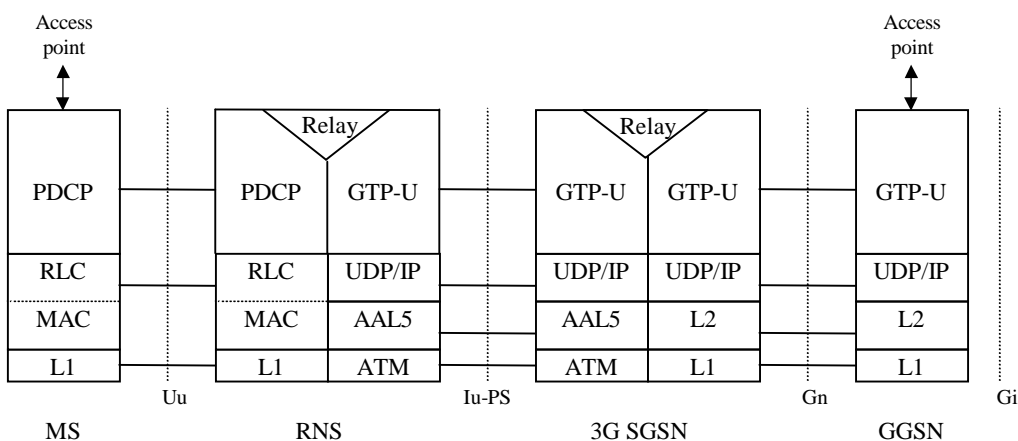 Access
point
Access
point
Relay
Relay
PDCP
PDCP
GTP-U
GTP-U
GTP-U
GTP-U
RLC
RLC
UDP/IP
UDP/IP
UDP/IP
UDP/IP
MAC
MAC
AAL5
AAL5
L2
L2
L1
L1
ATM
ATM
L1
L1
Uu
Iu-PS
Gn
Gi
MS
RNS
3G SGSN
GGSN